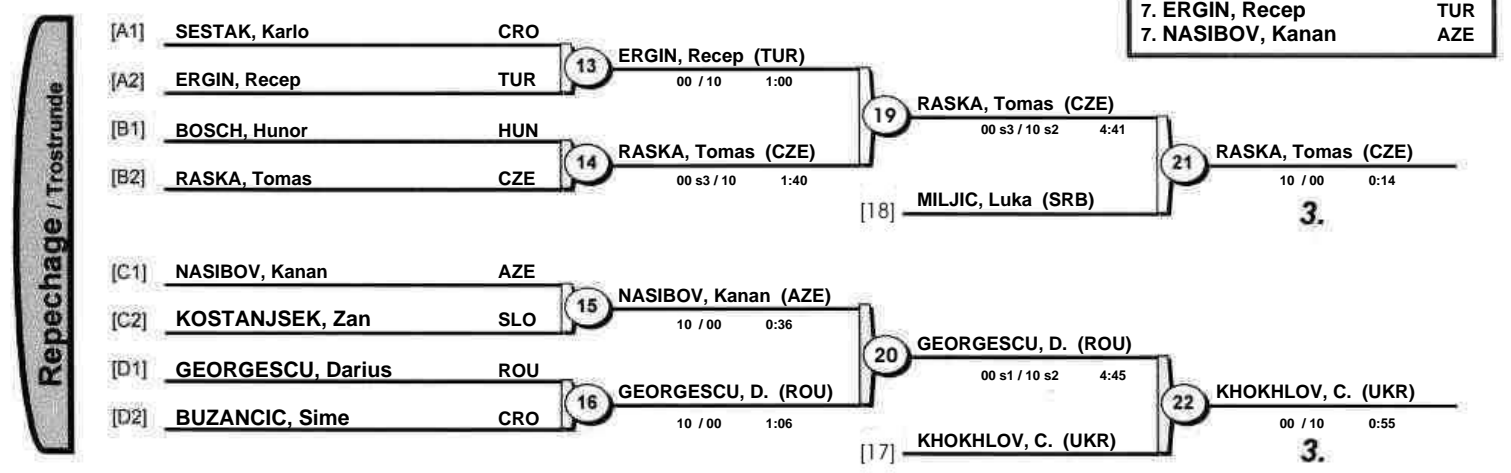 7. ERGIN, Recep TUR
7. NASIBOV, Kanan AZE
Repechage / Trostrunde
[A1] SESTAK, Karlo CRO
13 ERGIN, Recep (TUR)
00 / 10 1:00
[A2] ERGIN, Recep TUR
19 RASKA, Tomas (CZE)
00 s3 / 10 s2 4:41
[B1] BOSCH, Hunor HUN
14 RASKA, Tomas (CZE)
00 s3 / 10 1:40
21 RASKA, Tomas (CZE)
10 / 00 0:14
3.
[B2] RASKA, Tomas CZE
[18] MILJIC, Luka (SRB)
[C1] NASIBOV, Kanan AZE
15 NASIBOV, Kanan (AZE)
10 / 00 0:36
[C2] KOSTANJSEK, Zan SLO
20 GEORGESCU, D. (ROU)
00 s1 / 10 s2 4:45
[D1] GEORGESCU, Darius ROU
16 GEORGESCU, D. (ROU)
10 / 00 1:06
22 KHOKHLOV, C. (UKR)
00 / 10 0:55
3.
[D2] BUZANCIC, Sime CRO
[17] KHOKHLOV, C. (UKR)